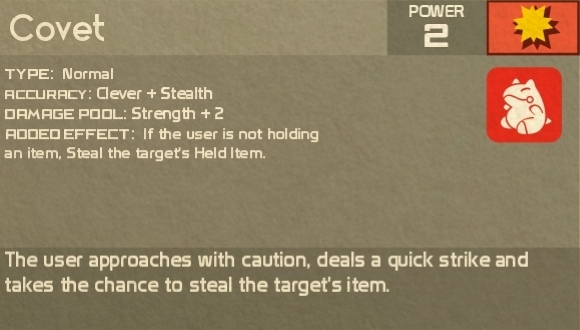 Covet
POWER
2
TYPE: Normal
ACCURACY: Clever + Stealth
DAMAGE POOL: Strength + 2
ADDED EFFECT: If the user is not holding
an item, Steal the target's Held Item.
The user approaches with caution, deals a quick strike and
takes the chance to steal the target's item.